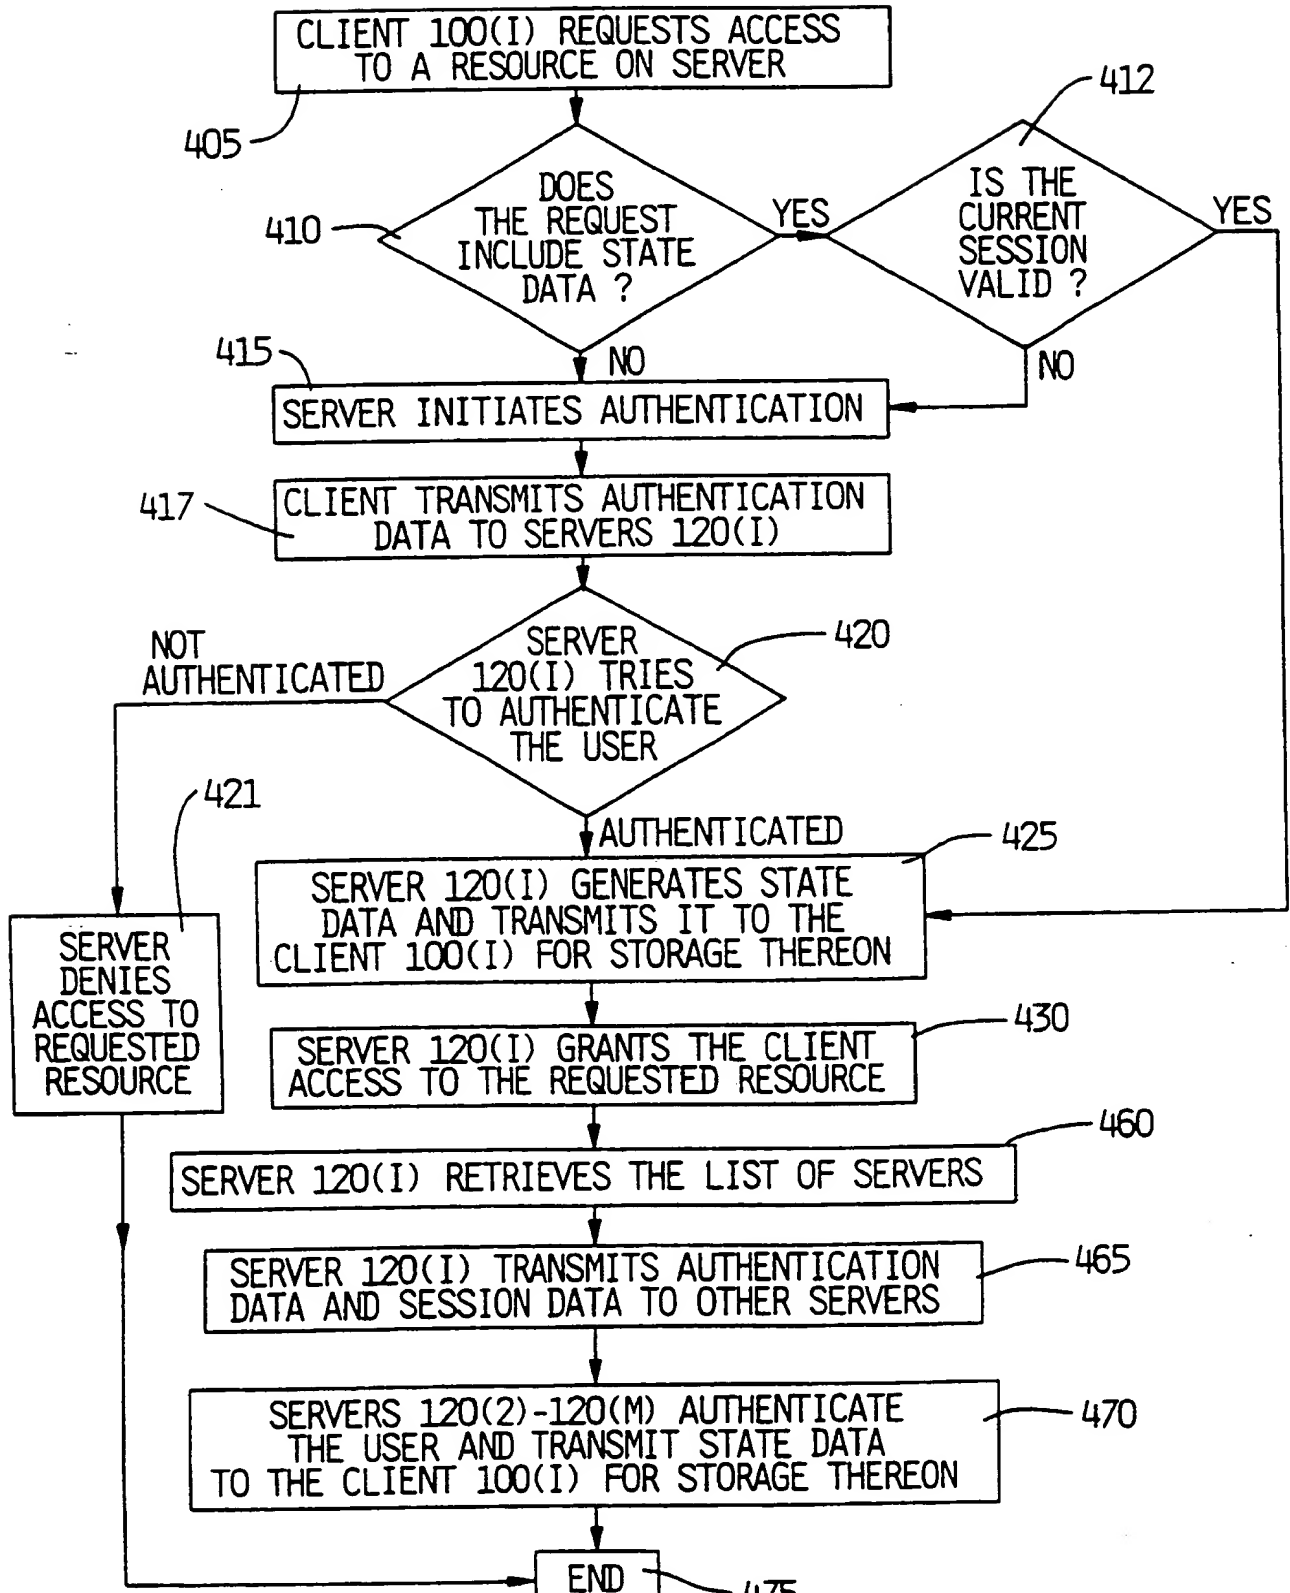 CLIENT 100(I) REQUESTS ACCESS
TO A RESOURCE ON SERVER
405
412
DOES
THE REQUEST
INCLUDE STATE
DATA ?
410
YES
IS THE
CURRENT
SESSION
VALID ?
YES
NO
NO
415
SERVER INITIATES AUTHENTICATION
417
CLIENT TRANSMITS AUTHENTICATION
DATA TO SERVERS 120(I)
420
SERVER
120(I) TRIES
TO AUTHENTICATE
THE USER
NOT
AUTHENTICATED
421
AUTHENTICATED
425
SERVER 120(I) GENERATES STATE
DATA AND TRANSMITS IT TO THE
CLIENT 100(I) FOR STORAGE THEREON
SERVER
DENIES
ACCESS TO
REQUESTED
RESOURCE
430
SERVER 120(I) GRANTS THE CLIENT
ACCESS TO THE REQUESTED RESOURCE
460
SERVER 120(I) RETRIEVES THE LIST OF SERVERS
465
SERVER 120(I) TRANSMITS AUTHENTICATION
DATA AND SESSION DATA TO OTHER SERVERS
470
SERVERS 120(2)-120(M) AUTHENTICATE
THE USER AND TRANSMIT STATE DATA
TO THE CLIENT 100(I) FOR STORAGE THEREON
END
475